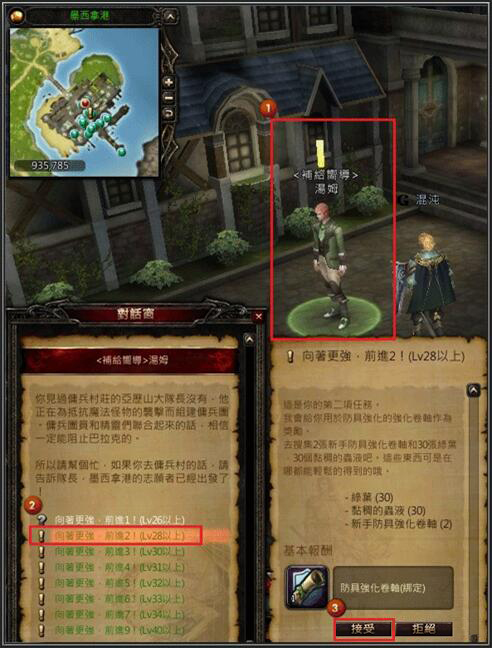 墨西拿港
935,785
1
<補給嚮導>
湯姆
混沌
對話窗
<補給嚮導>湯姆
你見過傭兵村莊的亞歷山大隊長沒有，他
正在為抵抗魔法怪物的襲擊而組建傭兵團
。傭兵團員和精靈們聯合起來的話，相信
一定能阻止巴拉克的。
所以請幫個忙，如果你去傭兵村的話，請
告訴隊長，墨西拿港的志願者已經出發了
！
2
向著更強，前進1！(Lv26以上)
向著更強，前進2！(Lv28以上)
向著更強，前進3！(Lv30以上)
向著更強，前進4！(Lv31以上)
向著更強，前進5！(Lv32以上)
向著更強，前進6！(Lv33以上)
向著更強，前進7！(Lv34以上)
向著更強，前進9！(Lv40以上)
向著更強，前進2！(Lv28以上)
這是你的第二項任務。
我會給你用於防具強化的強化卷軸作為
獎勵。
去搜集2張新手防具強化卷軸和30張綠葉
、30個黏稠的蟲液吧。這些東西可是在
哪都能輕鬆的得到的哦。
- 綠葉 (30)
- 黏稠的蟲液 (30)
- 新手防具強化卷軸 (2)
基本報酬
防具強化卷軸(綁定)
3
接受
拒絕